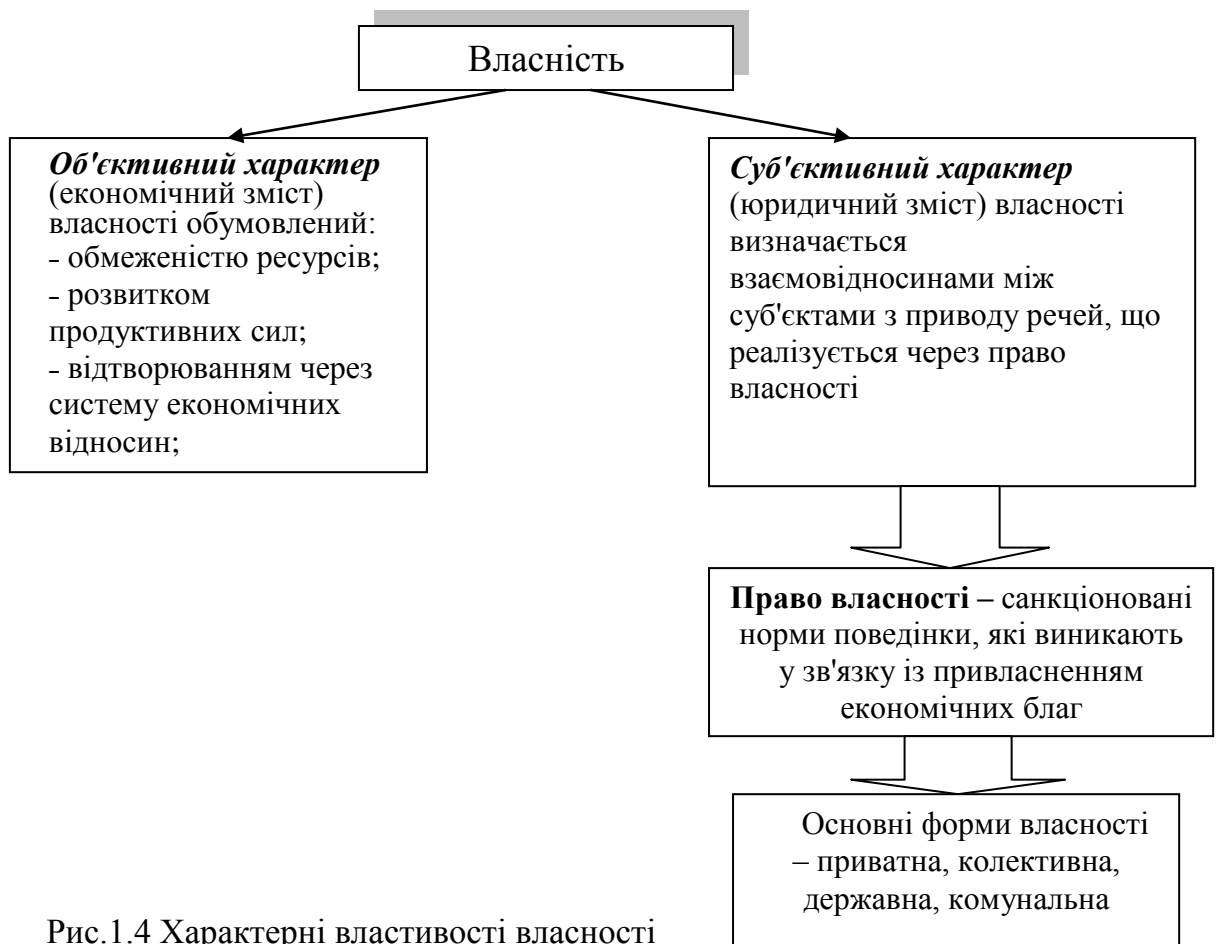 Власність
Об'єктивний характер
(економічний зміст)
власності обумовлений:
- обмеженістю ресурсів;
- розвитком
продуктивних сил;
- відтворюванням через
систему економічних
відносин;
Суб'єктивний характер
(юридичний зміст) власності
визначається
взаємовідносинами між
суб'єктами з приводу речей, що
реалізується через право
власності
Право власності – санкціоновані
норми поведінки, які виникають
у зв'язку із привласненням
економічних благ
Основні форми власності
– приватна, колективна,
державна, комунальна
Рис.1.4 Характерні властивості власності